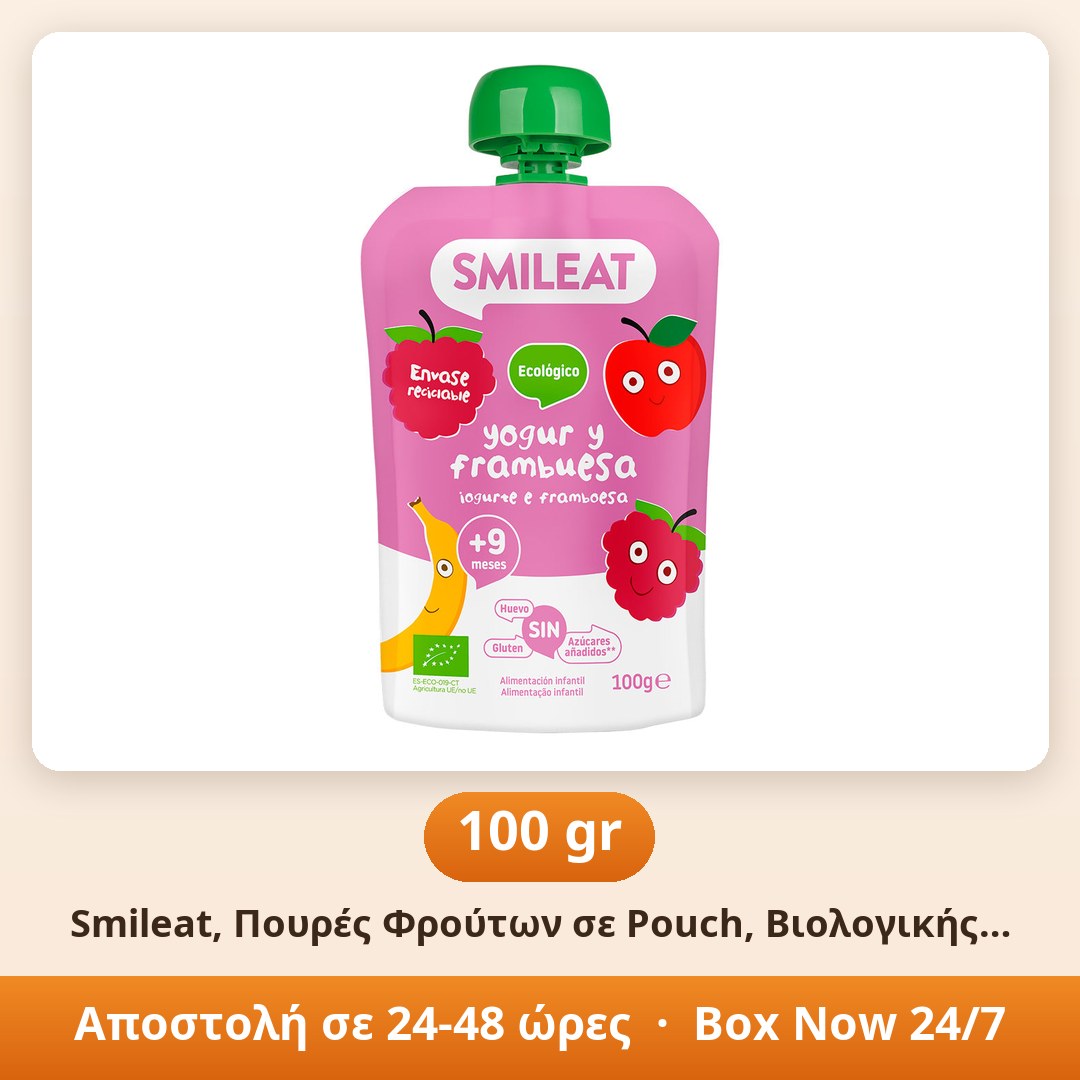 SMILEAT
Envase
reciclable
Ecológico
yogur y
frambuesa
iogurte e framboesa
+9
meses
Huevo
SIN
Gluten
Azúcares
añadidos**
ES-ECO-019-CT
Agricultura UE/no UE
Alimentación infantil
Alimentação infantil
100g℮
100 gr
Smileat, Πουρές Φρούτων σε Pouch, Βιολογικής...
Αποστολή σε 24-48 ώρες · Box Now 24/7